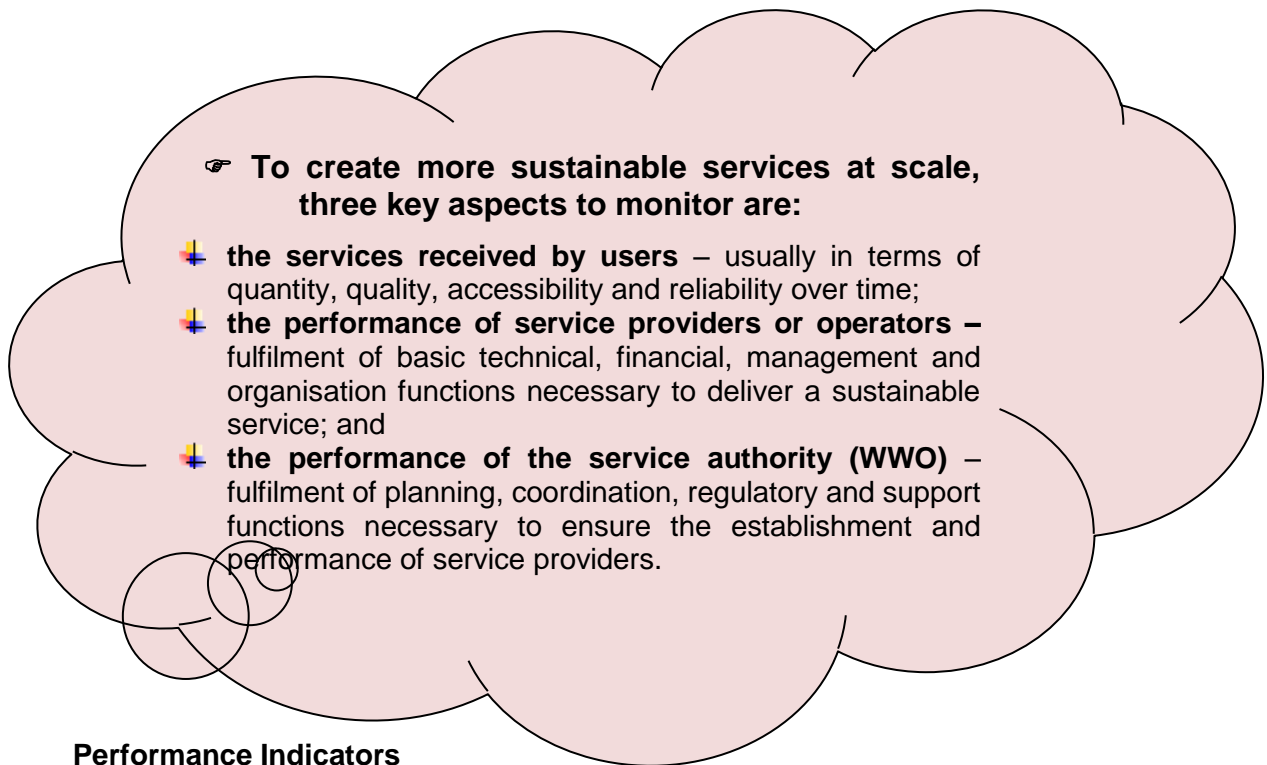 ☞ To create more sustainable services at scale,
three key aspects to monitor are:
the services received by users – usually in terms of
quantity, quality, accessibility and reliability over time;
the performance of service providers or operators –
fulfilment of basic technical, financial, management and
organisation functions necessary to deliver a sustainable
service; and
the performance of the service authority (WWO) –
fulfilment of planning, coordination, regulatory and support
functions necessary to ensure the establishment and
performance of service providers.
Performance Indicators